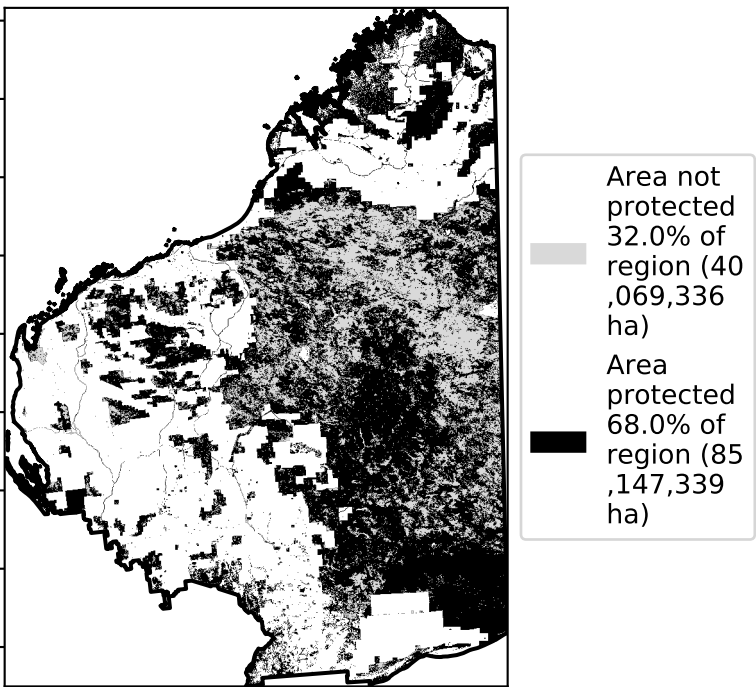 Area not
protected
32.0% of
region (40
,069,336
ha)
Area
protected
68.0% of
region (85
,147,339
ha)